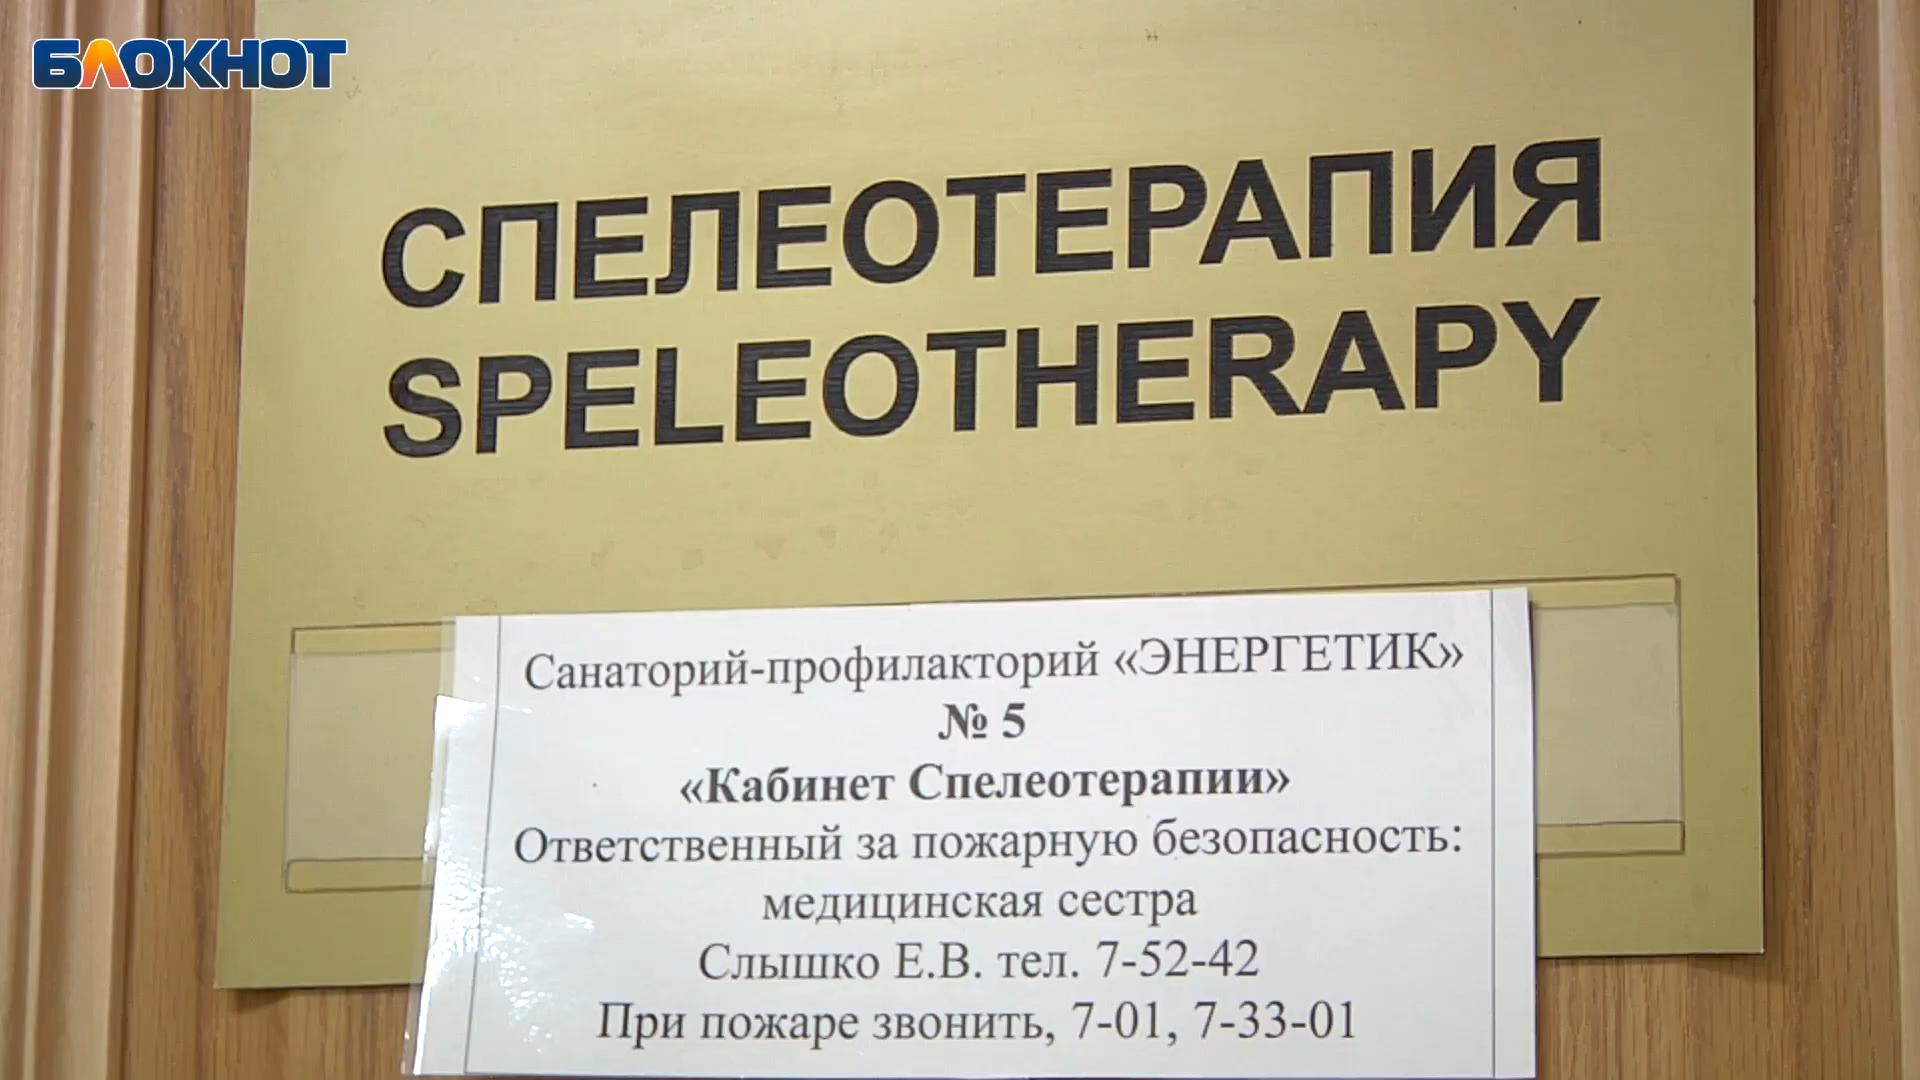 БЛОКНОТ
СПЕЛЕОТЕРАПИЯ
SPELEOTHERAPY
Санаторий-профилакторий «ЭНЕРГЕТИК»
№ 5
«Кабинет Спелеотерапии»
Ответственный за пожарную безопасность:
медицинская сестра
Слышко Е.В. тел. 7-52-42
При пожаре звонить, 7-01, 7-33-01